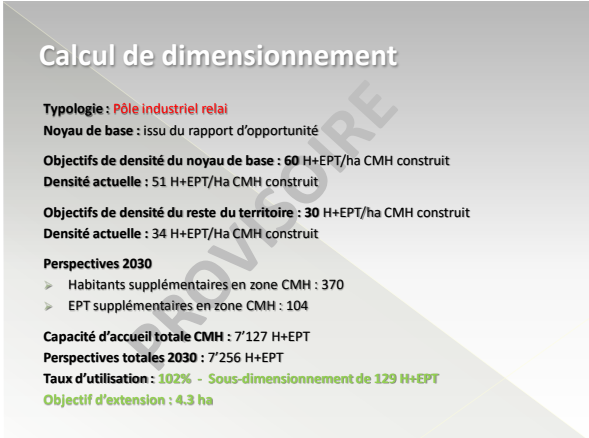 Calcul de dimensionnement
Typologie : Pôle industriel relai
Noyau de base : issu du rapport d'opportunité
Objectifs de densité du noyau de base : 60 H+EPT/ha CMH construit
Densité actuelle : 51 H+EPT/Ha CMH construit
Objectifs de densité du reste du territoire : 30 H+EPT/ha CMH construit
Densité actuelle : 34 H+EPT/Ha CMH construit
Perspectives 2030
➢ Habitants supplémentaires en zone CMH : 370
➢ EPT supplémentaires en zone CMH : 104
Capacité d'accueil totale CMH : 7'127 H+EPT
Perspectives totales 2030 : 7'256 H+EPT
Taux d'utilisation : 102% - Sous-dimensionnement de 129 H+EPT
Objectif d'extension : 4.3 ha
PROVISOIRE